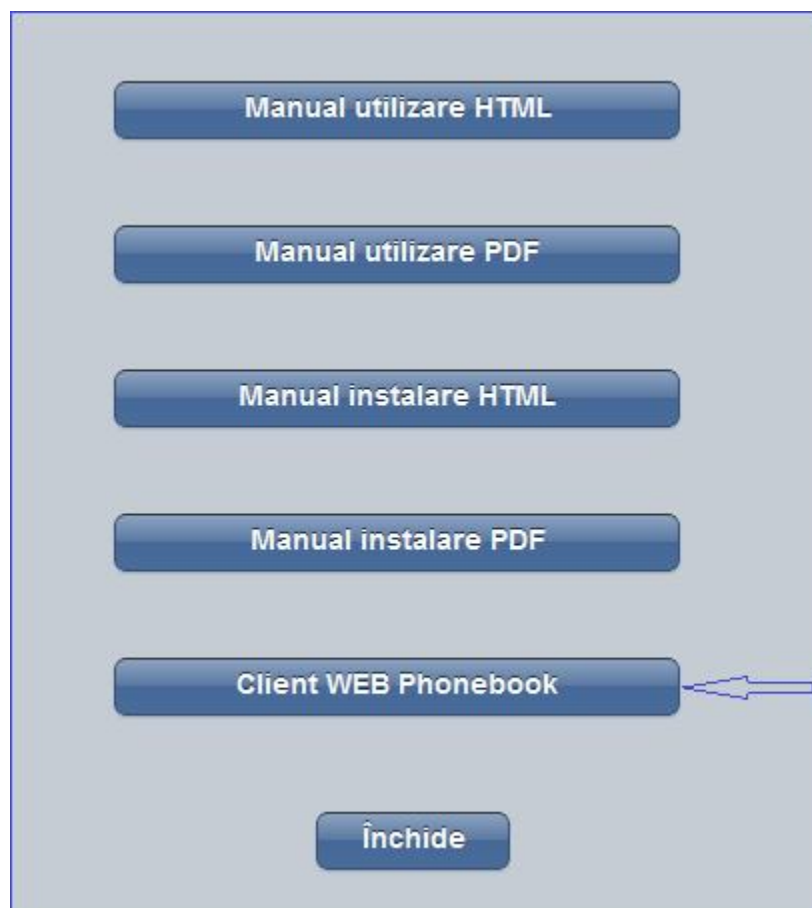 Manual utilizare HTML
Manual utilizare PDF
Manual instalare HTML
Manual instalare PDF
Client WEB Phonebook
Închide